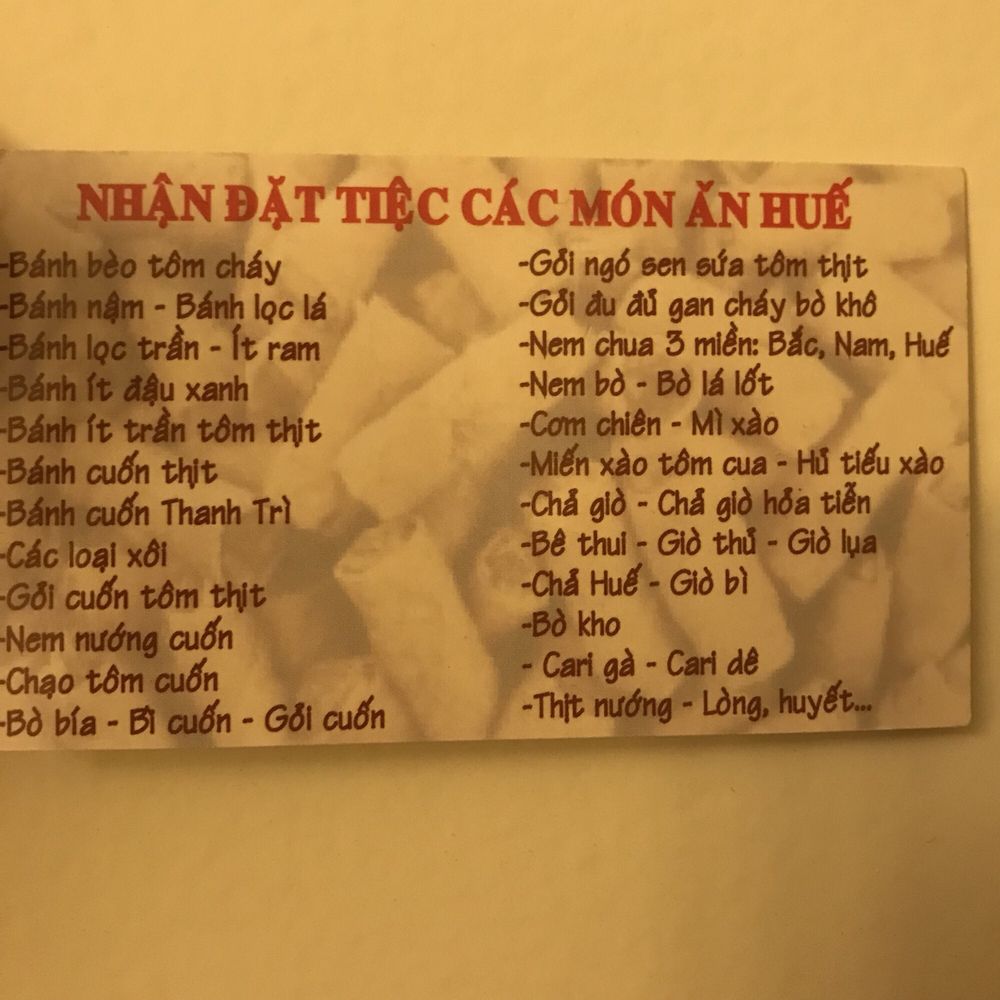 NHẬN ĐẶT TIỆC CÁC MÓN ĂN HUẾ
-Bánh bèo tôm cháy
-Bánh nậm - Bánh lọc lá
-Bánh lọc trần - Ít ram
-Bánh ít đậu xanh
-Bánh ít trần tôm thịt
-Bánh cuốn thịt
-Bánh cuốn Thanh Trì
-Các loại xôi
-Gỏi cuốn tôm thịt
-Nem nướng cuốn
-Chạo tôm cuốn
-Bò bía - Bì cuốn - Gỏi cuốn
-Gỏi ngó sen sứa tôm thịt
-Gỏi đu đủ gan cháy bò khô
-Nem chua 3 miền: Bắc, Nam, Huế
-Nem bò - Bò lá lốt
-Cơm chiên - Mì xào
-Miến xào tôm cua - Hủ tiếu xào
-Chả giò - Chả giò hỏa tiễn
-Bê thui - Giò thủ - Giò lụa
-Chả Huế - Giò bì
-Bò kho
- Cari gà - Cari dê
-Thịt nướng - Lòng, huyết...